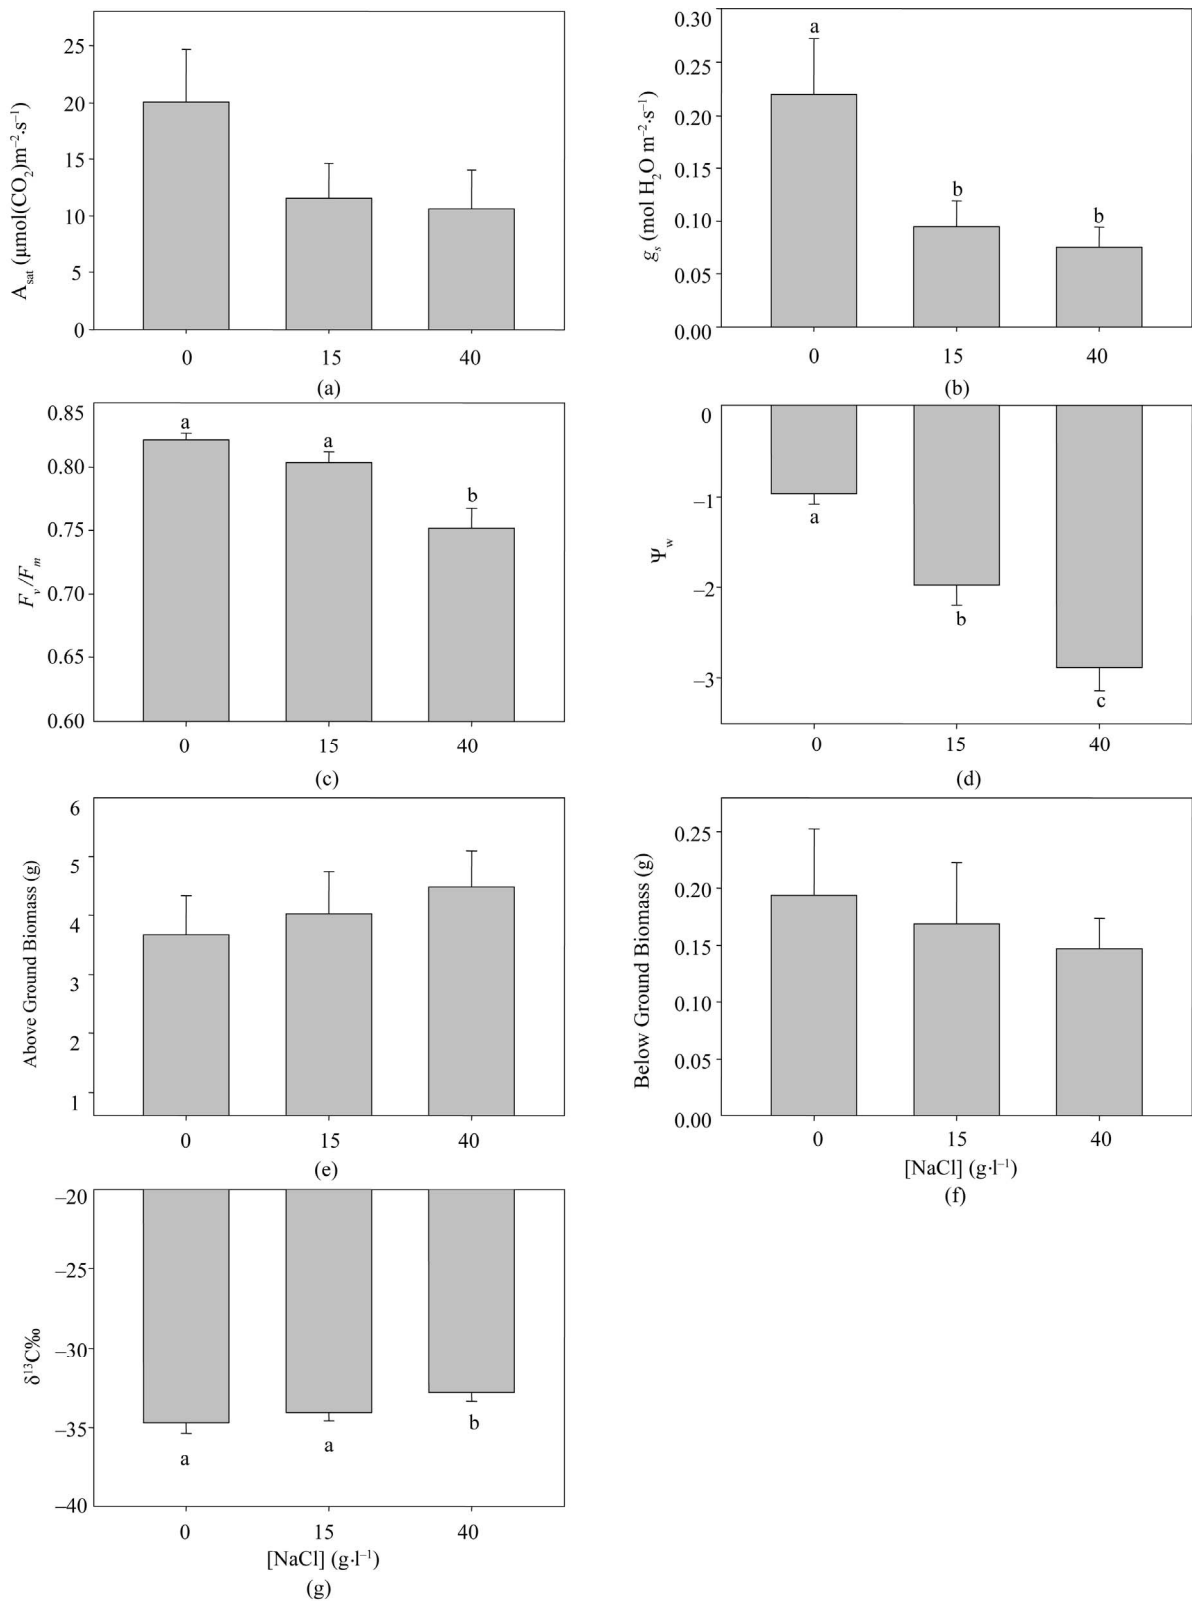 25
20
15
10
5
0
A_sat (μmol(CO₂)m⁻²·s⁻¹)
0 15 40
(a)
0.30
0.25
0.20
0.15
0.10
0.05
0.00
g_s (mol H₂O m⁻²·s⁻¹)
a
b
b
0 15 40
(b)
0.85
0.80
0.75
0.70
0.65
0.60
F_v/F_m
a
a
b
0 15 40
(c)
0
−1
−2
−3
Ψ_w
a
b
c
0 15 40
(d)
6
5
4
3
2
1
Above Ground Biomass (g)
0 15 40
(e)
0.25
0.20
0.15
0.10
0.05
0.00
Below Ground Biomass (g)
0 15 40
[NaCl] (g·l⁻¹)
(f)
−20
−25
−30
−35
−40
δ¹³C‰
a
a
b
0 15 40
[NaCl] (g·l⁻¹)
(g)